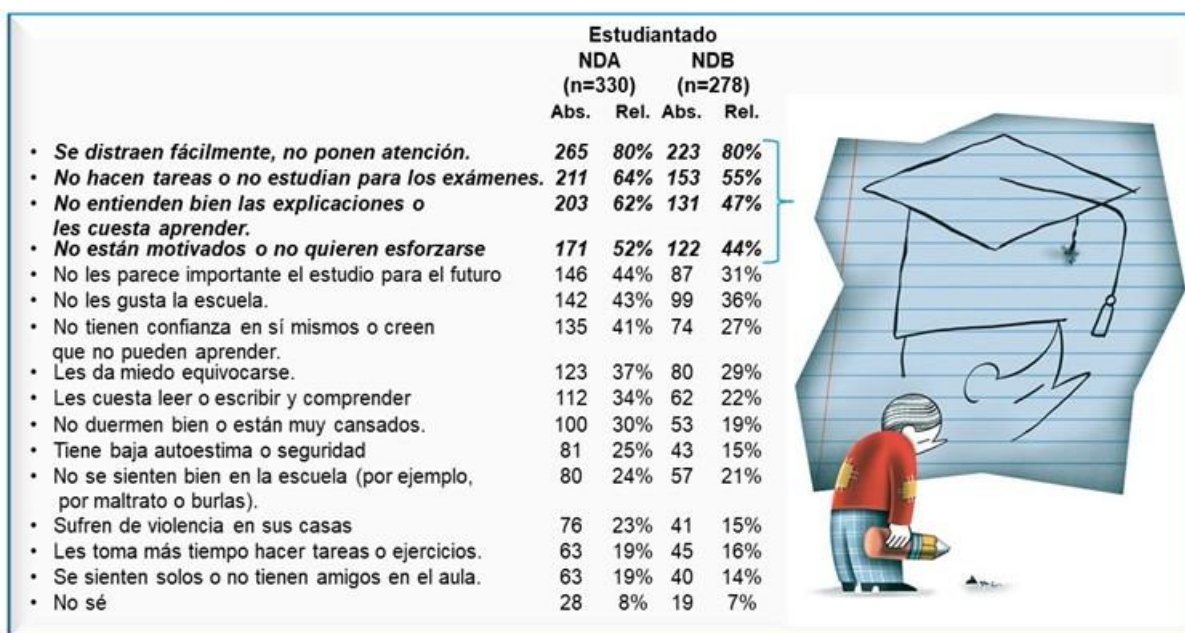 Estudiantado
NDA NDB
(n=330) (n=278)
Abs. Rel. Abs. Rel.
• Se distraen fácilmente, no ponen atención. 265 80% 223 80%
• No hacen tareas o no estudian para los exámenes. 211 64% 153 55%
• No entienden bien las explicaciones o 203 62% 131 47%
les cuesta aprender.
• No están motivados o no quieren esforzarse 171 52% 122 44%
• No les parece importante el estudio para el futuro 146 44% 87 31%
• No les gusta la escuela. 142 43% 99 36%
• No tienen confianza en sí mismos o creen 135 41% 74 27%
que no pueden aprender.
• Les da miedo equivocarse. 123 37% 80 29%
• Les cuesta leer o escribir y comprender 112 34% 62 22%
• No duermen bien o están muy cansados. 100 30% 53 19%
• Tiene baja autoestima o seguridad 81 25% 43 15%
• No se sienten bien en la escuela (por ejemplo, 80 24% 57 21%
por maltrato o burlas).
• Sufren de violencia en sus casas 76 23% 41 15%
• Les toma más tiempo hacer tareas o ejercicios. 63 19% 45 16%
• Se sienten solos o no tienen amigos en el aula. 63 19% 40 14%
• No sé 28 8% 19 7%